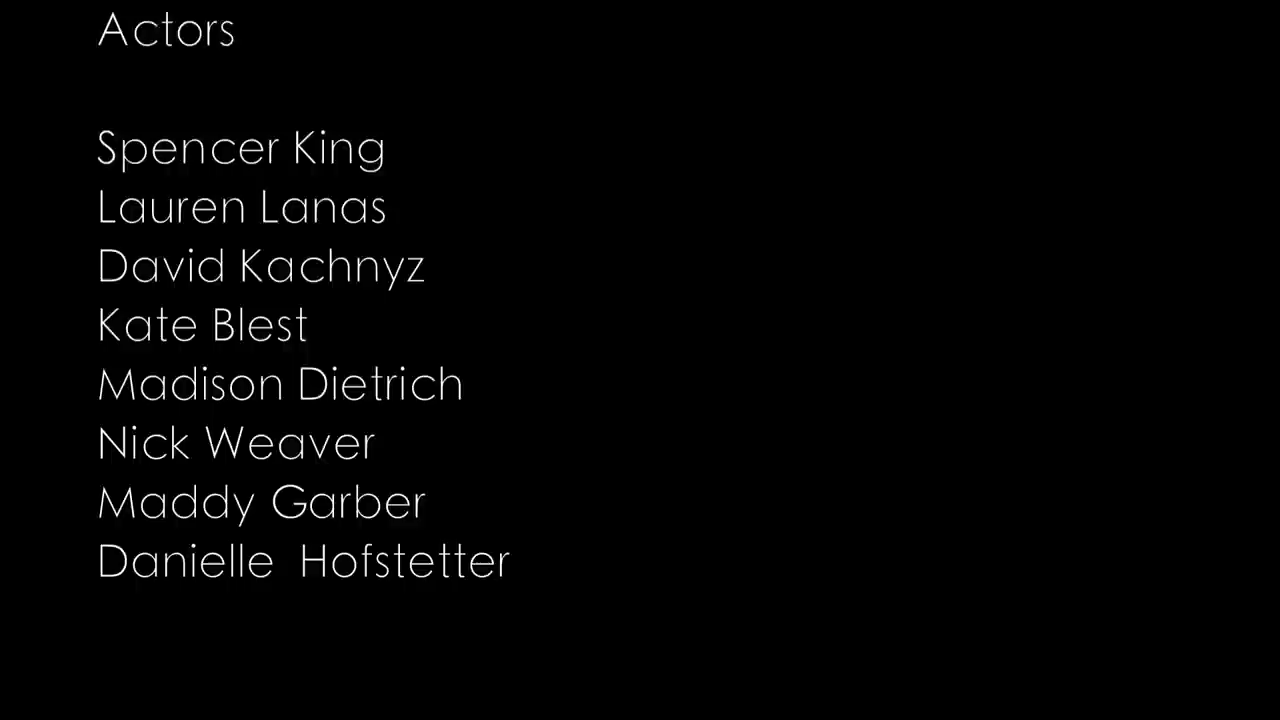 Actors
Spencer King
Lauren Lanas
David Kachnyz
Kate Blest
Madison Dietrich
Nick Weaver
Maddy Garber
Danielle  Hofstetter